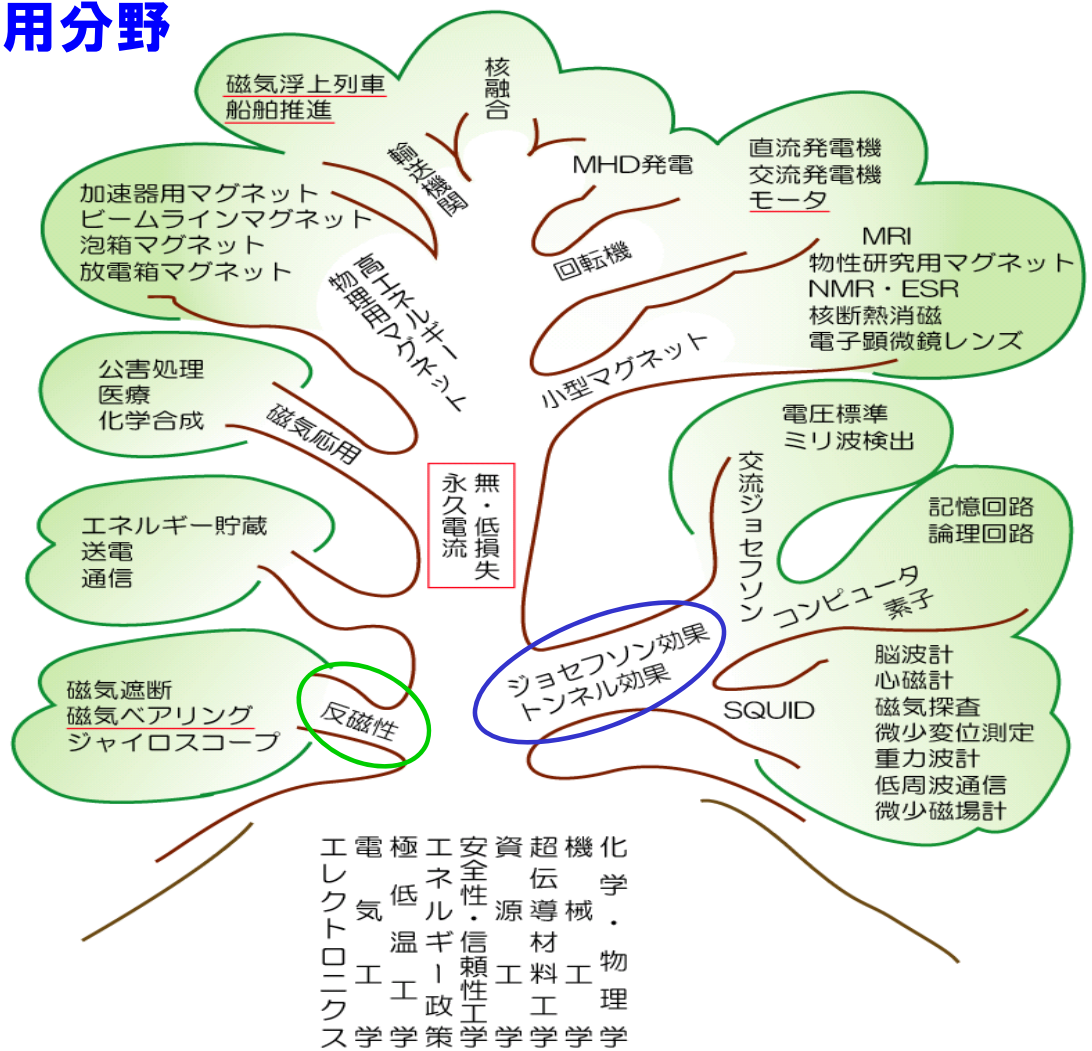 用分野
磁気浮上列車
船舶推進
核融合
輸送機関
MHD発電
直流発電機
交流発電機
モータ
加速器用マグネット
ビームラインマグネット
泡箱マグネット
放電箱マグネット
高エネルギー
物理用マグネット
回転機
MRI
物性研究用マグネット
NMR・ESR
核断熱消磁
電子顕微鏡レンズ
小型マグネット
公害処理
医療
化学合成
磁気応用
無・低損失
永久電流
電圧標準
ミリ波検出
交流ジョセフソン
記憶回路
論理回路
コンピュータ
素子
エネルギー貯蔵
送電
通信
ジョセフソン効果
トンネル効果
SQUID
脳波計
心磁計
磁気探査
微少変位測定
重力波計
低周波通信
微少磁場計
磁気遮断
磁気ベアリング
ジャイロスコープ
反磁性
化学・物理学
機械工学
超伝導材料工学
資源工学
安全性・信頼性工学
エネルギー政策
極低温工学
電気工学
エレクトロニクス